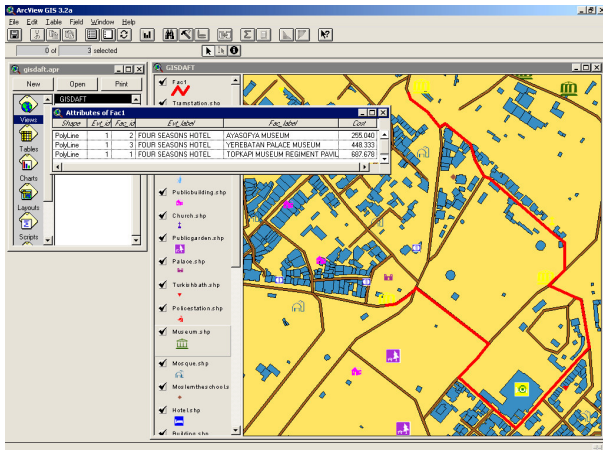 ArcView GIS 3.2a
File Edit Table Field Window Help
0 of 3 selected
gisdaft.apr
New Open Print
GISDAFT
Views
Tables
Charts
Layouts
Scripts
GISDAFT
Fac1
Tramstation.shp
Attributes of Fac1
Shape Evt_id Fac_id Evt_label Fac_label Cost
PolyLine 1 2 FOUR SEASONS HOTEL AYASOFYA MUSEUM 255.040
PolyLine 1 3 FOUR SEASONS HOTEL YEREBATAN PALACE MUSEUM 448.333
PolyLine 1 1 FOUR SEASONS HOTEL TOPKAPI MUSEUM REGIMENT PAVIL 687.678
Publicbuilding.shp
Church.shp
Publicgarden.shp
Palace.shp
Turkishbath.shp
Policestation.shp
Museum.shp
Mosque.shp
Moslemtheschools
Hotel.shp
Building.shp